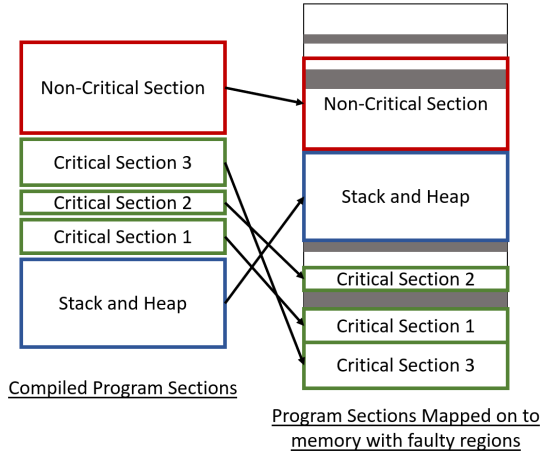 Non-Critical Section
Critical Section 3
Critical Section 2
Critical Section 1
Stack and Heap
Compiled Program Sections
Non-Critical Section
Stack and Heap
Critical Section 2
Critical Section 1
Critical Section 3
Program Sections Mapped on to
memory with faulty regions